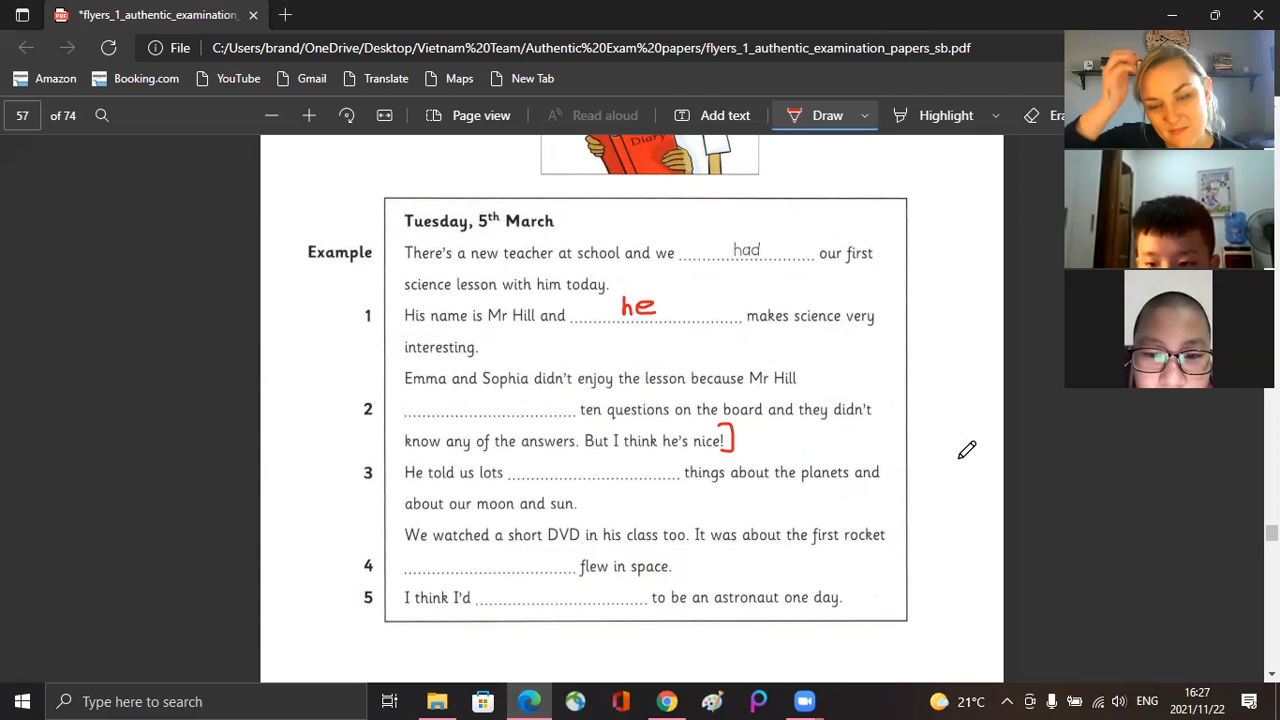 *flyers_1_authentic_examination_
File C:/Users/brand/OneDrive/Desktop/Vietnam%20Team/Authentic%20Exam%20papers/flyers_1_authentic_examination_papers_sb.pdf
Amazon Booking.com YouTube Gmail Translate Maps New Tab
57 of 74 Page view Read aloud Add text Draw Highlight Era
Diary
Tuesday, 5th March
Example There's a new teacher at school and we had our first
science lesson with him today.
1 His name is Mr Hill and he makes science very
interesting.
Emma and Sophia didn't enjoy the lesson because Mr Hill
2 ten questions on the board and they didn't
know any of the answers. But I think he's nice!]
3 He told us lots things about the planets and
about our moon and sun.
We watched a short DVD in his class too. It was about the first rocket
4 flew in space.
5 I think I'd to be an astronaut one day.
Type here to search 21°C ENG 16:27
2021/11/22